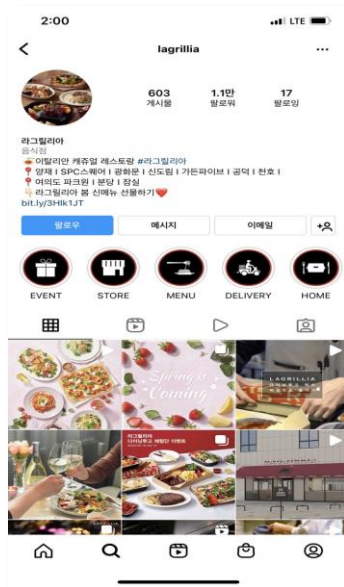 2:00
LTE
lagrillia
603
게시물
1.1만
팔로워
17
팔로잉
라그릴리아
음식점
이탈리안 캐쥬얼 레스토랑 #라그릴리아
양재 I SPC스퀘어 I 광화문 I 신도림 I 가든파이브 I 공덕 I 천호 I
여의도 파크원 I 분당 I 잠실
라그릴리아 봄 신메뉴 선물하기
bit.ly/3Hlk1JT
팔로우
메시지
이메일
EVENT
STORE
MENU
DELIVERY
HOME
Spring is
Coming
LAGRILLIA
라그릴리아